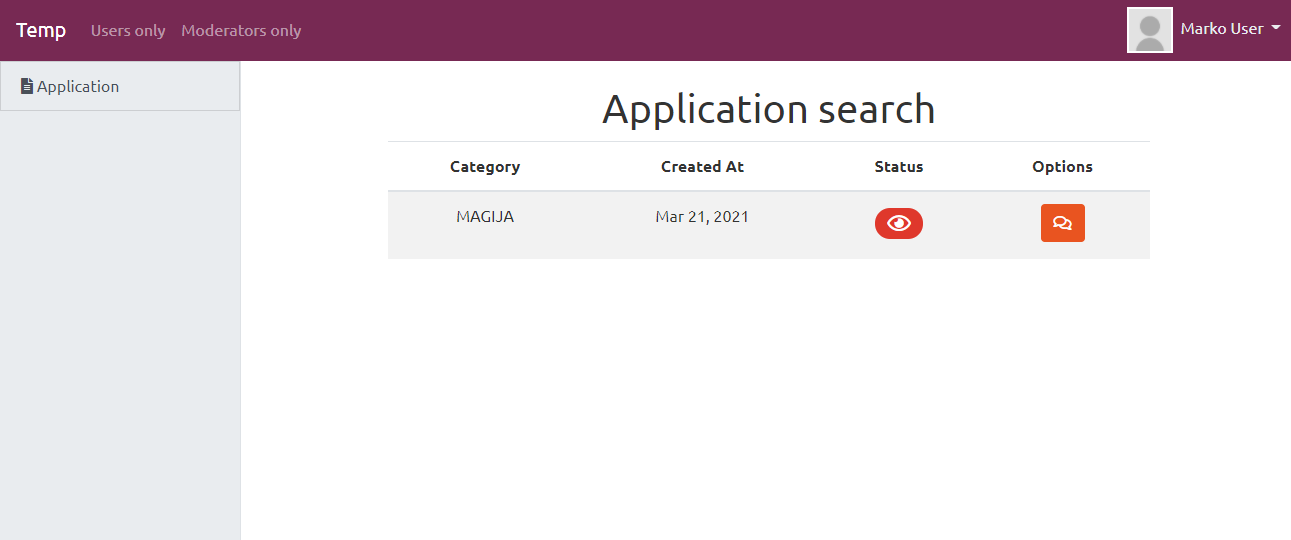 Temp Users only Moderators only Marko User
Application
Application search
Category Created At Status Options
MAGIJA Mar 21, 2021